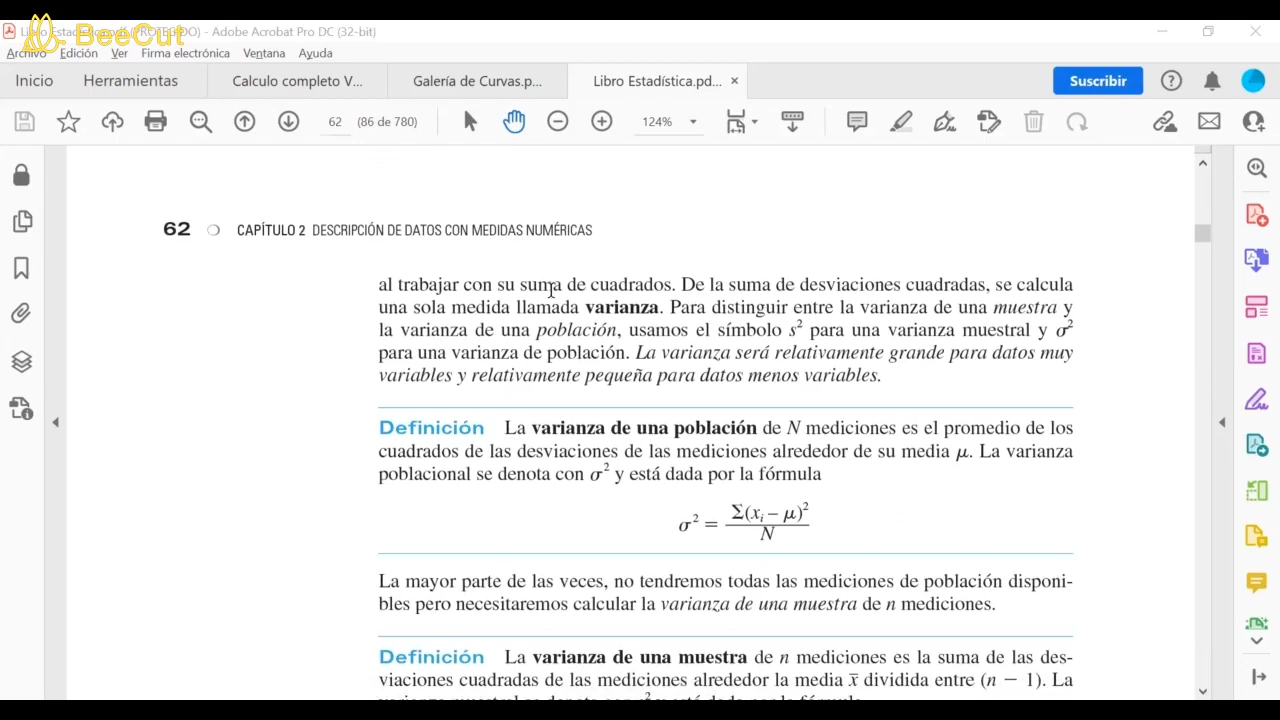 BeeCut
Adobe Acrobat Pro DC (32-bit)
Archivo Edición Ver Firma electrónica Ventana Ayuda
Inicio Herramientas Calculo completo V... Galería de Curvas.p... Libro Estadística.pd... × Suscribir
62 (86 de 780) 124%
62 CAPÍTULO 2 DESCRIPCIÓN DE DATOS CON MEDIDAS NUMÉRICAS
al trabajar con su suma de cuadrados. De la suma de desviaciones cuadradas, se calcula
una sola medida llamada varianza. Para distinguir entre la varianza de una muestra y
la varianza de una población, usamos el símbolo s² para una varianza muestral y σ²
para una varianza de población. La varianza será relativamente grande para datos muy
variables y relativamente pequeña para datos menos variables.
Definición La varianza de una población de N mediciones es el promedio de los
cuadrados de las desviaciones de las mediciones alrededor de su media μ. La varianza
poblacional se denota con σ² y está dada por la fórmula
σ² = Σ(xᵢ – μ)² / N
La mayor parte de las veces, no tendremos todas las mediciones de población disponi-
bles pero necesitaremos calcular la varianza de una muestra de n mediciones.
Definición La varianza de una muestra de n mediciones es la suma de las des-
viaciones cuadradas de las mediciones alrededor la media x̄ dividida entre (n − 1). La